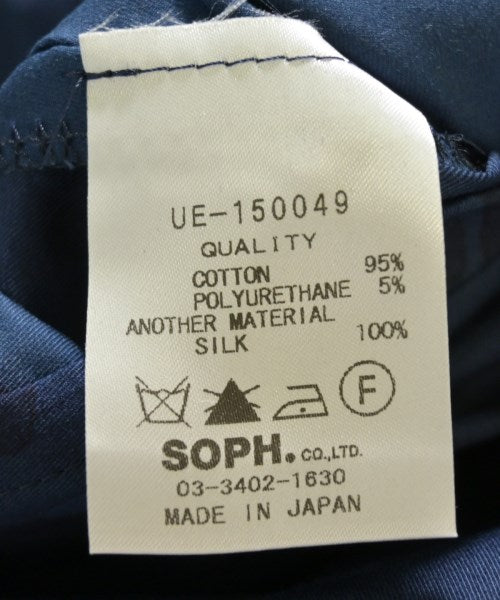 UE-150049
QUALITY
COTTON 95%
POLYURETHANE 5%
ANOTHER MATERIAL
SILK 100%
F
SOPH. CO.,LTD.
03-3402-1630
MADE IN JAPAN